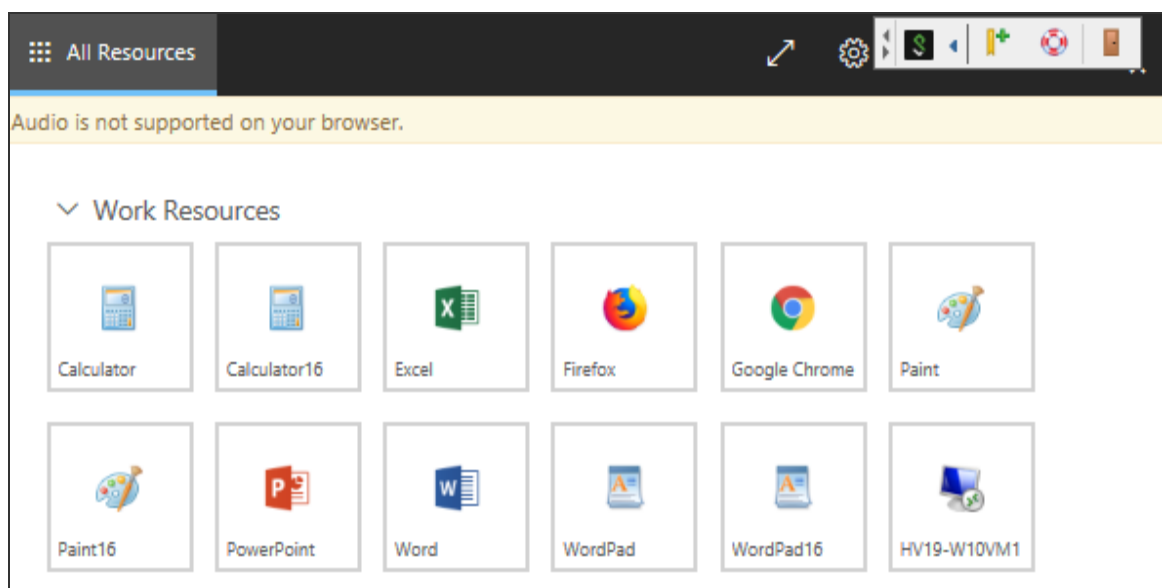 All Resources
Audio is not supported on your browser.
Work Resources
Calculator
Calculator16
Excel
Firefox
Google Chrome
Paint
Paint16
PowerPoint
Word
WordPad
WordPad16
HV19-W10VM1